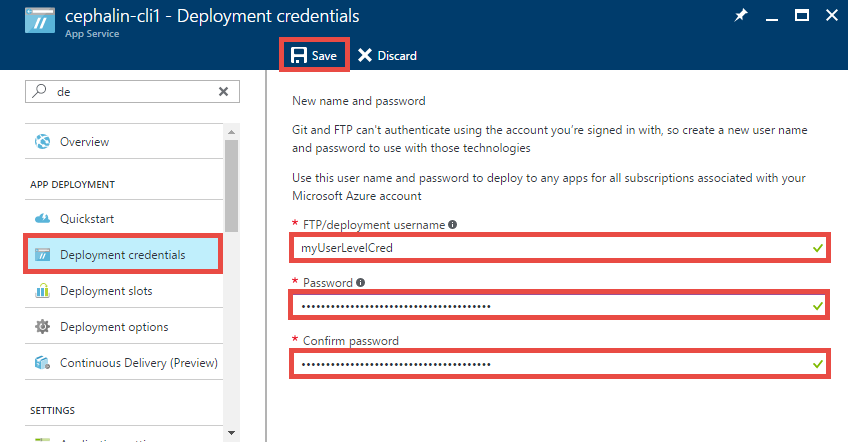 cephalin-cli1 - Deployment credentials
App Service
Save
Discard
de
Overview
APP DEPLOYMENT
Quickstart
Deployment credentials
Deployment slots
Deployment options
Continuous Delivery (Preview)
SETTINGS
New name and password
Git and FTP can't authenticate using the account you're signed in with, so create a new user name
and password to use with those technologies
Use this user name and password to deploy to any apps for all subscriptions associated with your
Microsoft Azure account
* FTP/deployment username
myUserLevelCred
* Password
* Confirm password